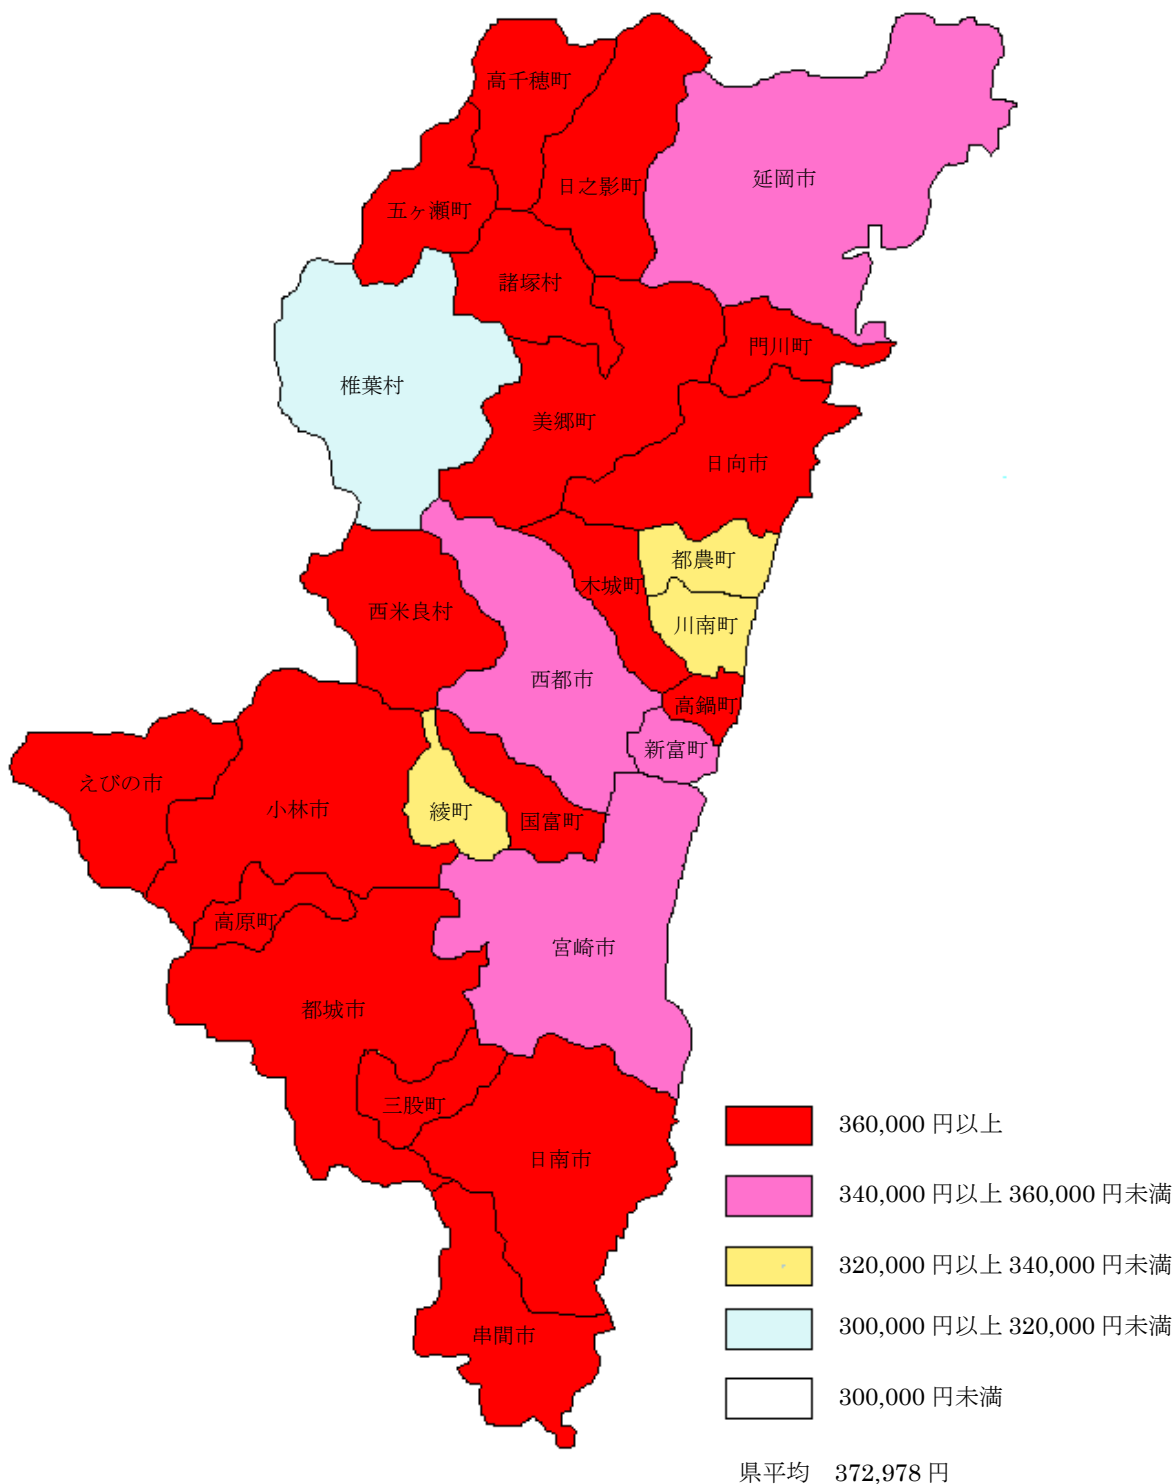 高千穂町
延岡市
日之影町
五ヶ瀬町
諸塚村
門川町
椎葉村
美郷町
日向市
都農町
木城町
西米良村
川南町
西都市
高鍋町
新富町
えびの市
小林市
綾町
国富町
高原町
宮崎市
都城市
三股町
日南市
串間市
360,000 円以上
340,000 円以上 360,000 円未満
320,000 円以上 340,000 円未満
300,000 円以上 320,000 円未満
300,000 円未満
県平均 372,978 円